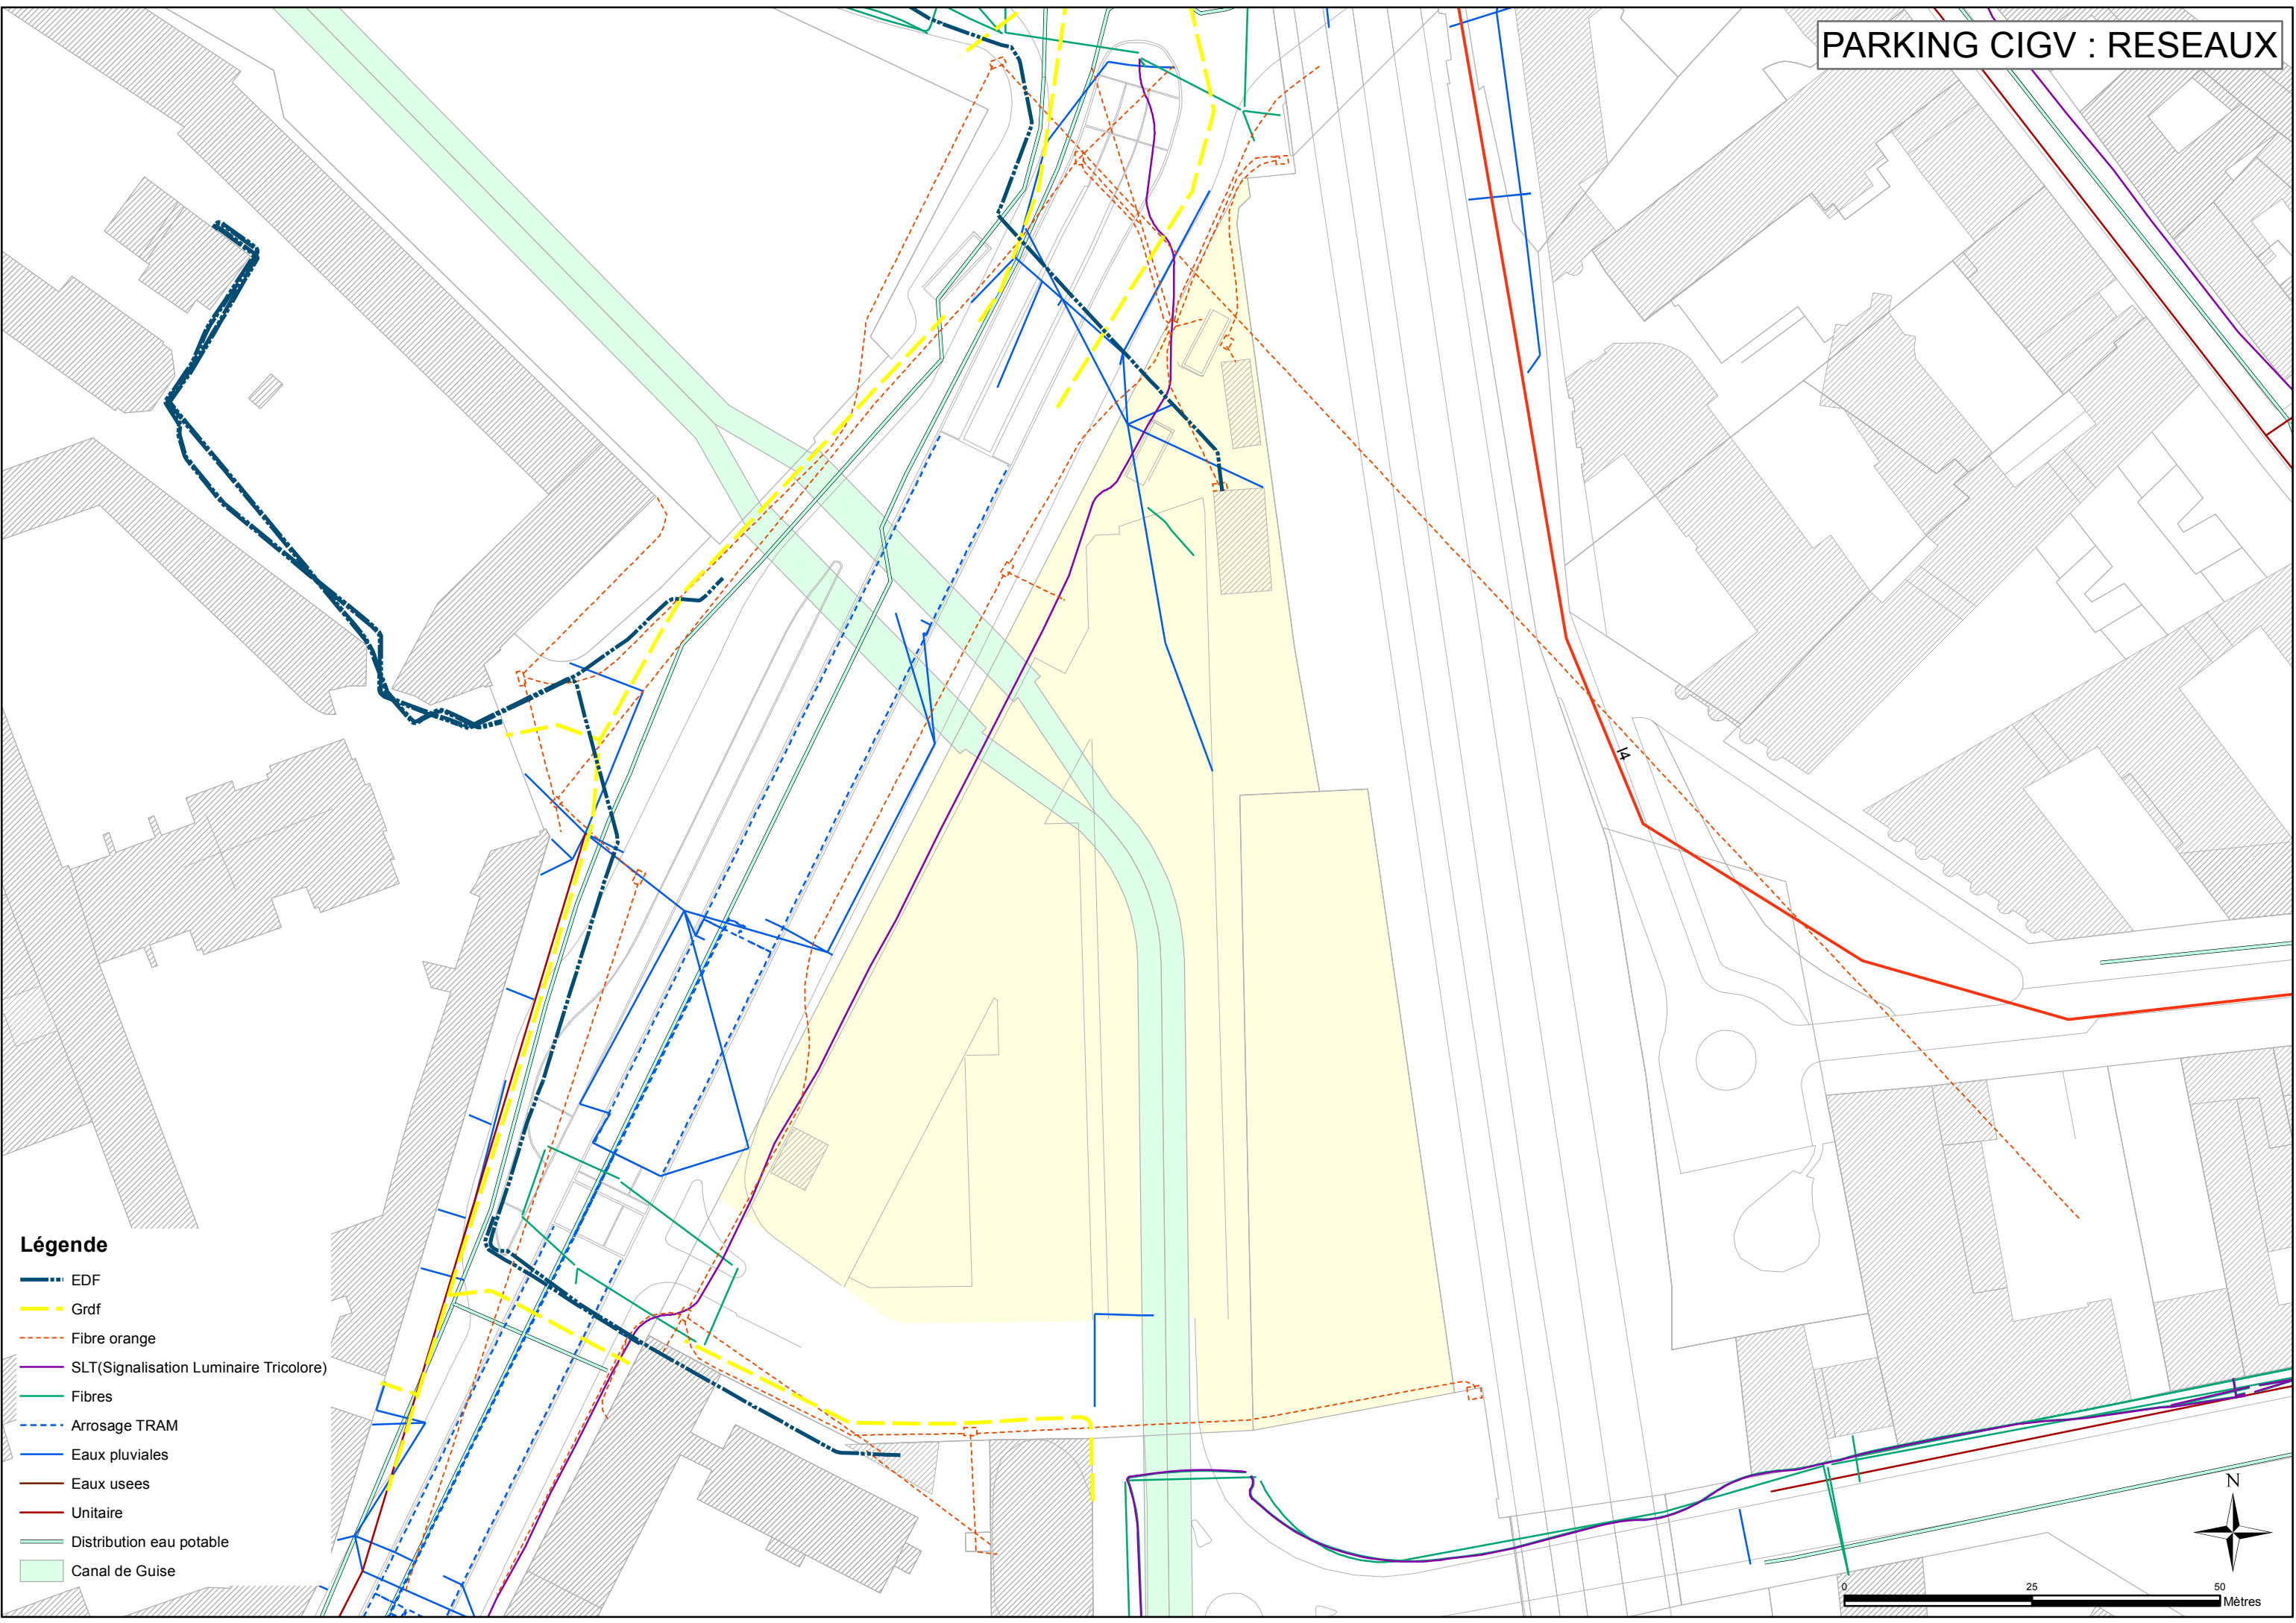 PARKING CIGV : RESEAUX
I4
Légende
EDF
Grdf
Fibre orange
SLT(Signalisation Luminaire Tricolore)
Fibres
Arrosage TRAM
Eaux pluviales
Eaux usees
Unitaire
Distribution eau potable
Canal de Guise
N
0 25 50
Mètres